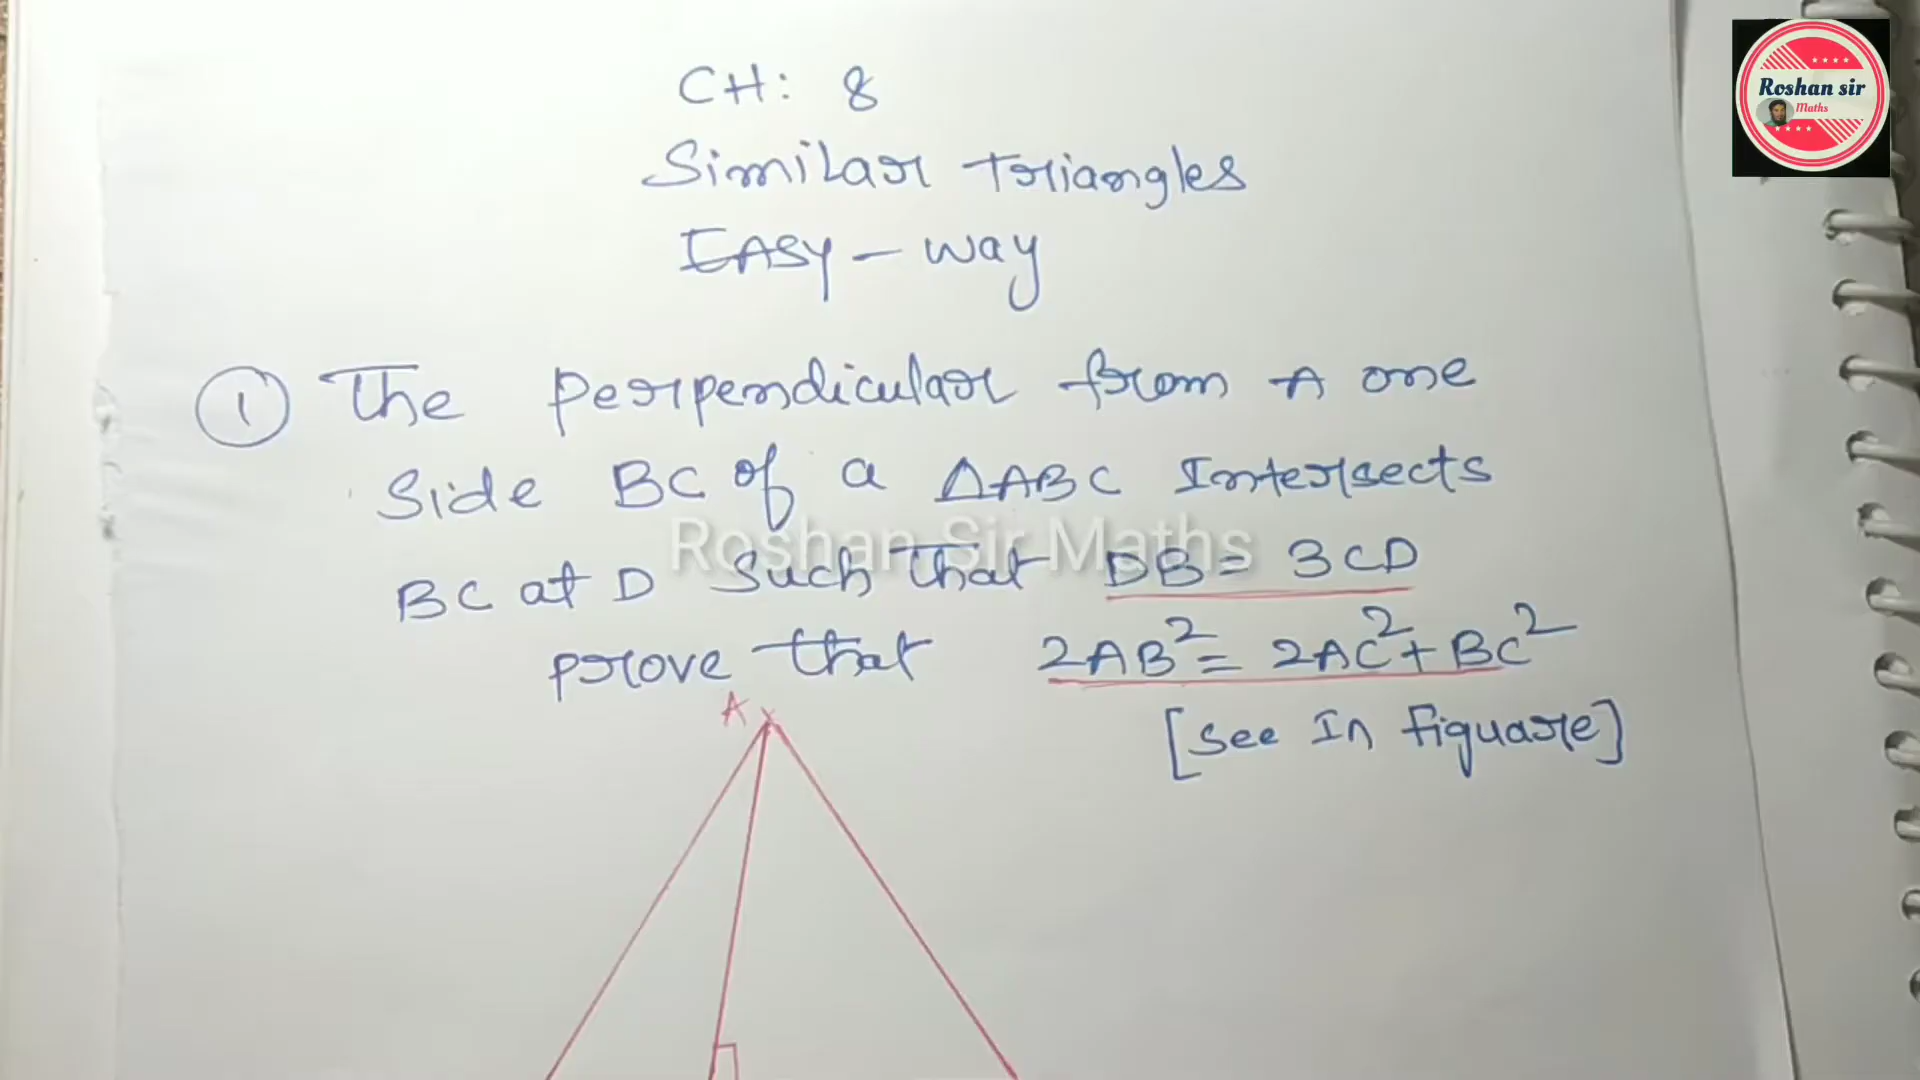 CH: 8
Similar Triangles
EASY - way
Roshan sir
Maths
1 The perpendicular from A one
Side BC of a △ABC Intersects
BC at D such that DB = 3CD
Roshan Sir Maths
prove that 2AB² = 2AC² + BC²
[See In figuare]
A